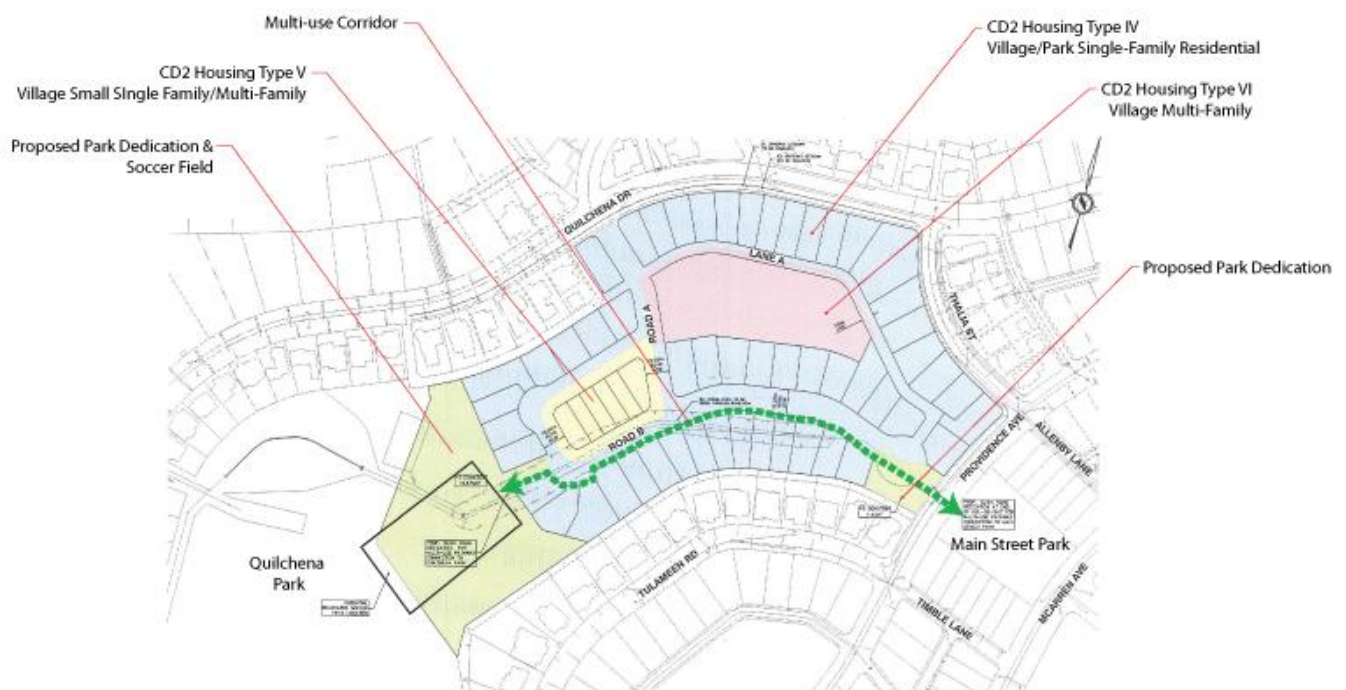 Multi-use Corridor
CD2 Housing Type IV
Village/Park Single-Family Residential
CD2 Housing Type V
Village Small SIngle Family/Multi-Family
CD2 Housing Type VI
Village Multi-Family
Proposed Park Dedication &
Soccer Field
QUILCHENA DR
LANE A
Proposed Park Dedication
THALIA ST
ROAD A
ROAD B
PROVIDENCE AVE
ALLENBY LANE
Main Street Park
Quilchena
Park
TULAMEEN RD
TIMBLE LANE
MCARREN AVE